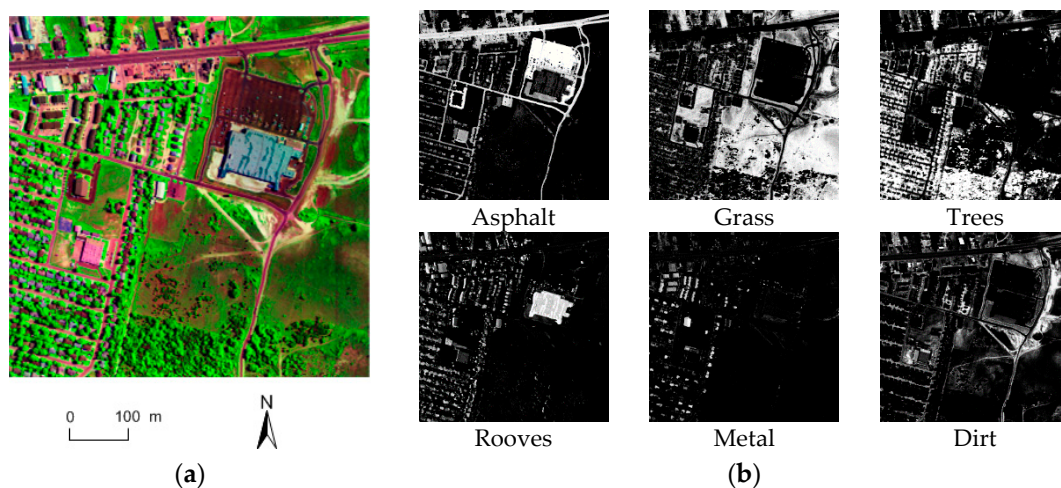 Asphalt
Grass
Trees
Rooves
Metal
Dirt
0
100 m
N
(a)
(b)